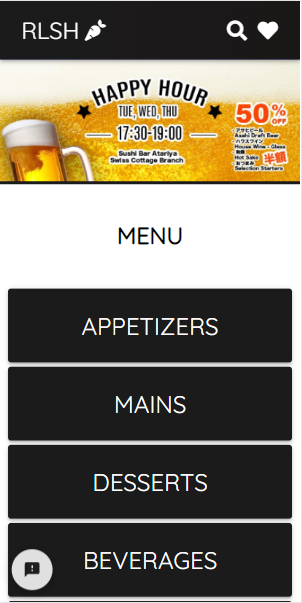 RLSH
HAPPY HOUR
TUE, WED, THU
17:30-19:00
Sushi Bar Atariya
Swiss Cottage Branch
50% OFF
・アサヒビール
Asahi Draft Beer
・ハウスワイン
House Wine - Glass
・熱燗
Hot Sake
・おつまみ
Selection Starters
半額
MENU
APPETIZERS
MAINS
DESSERTS
BEVERAGES